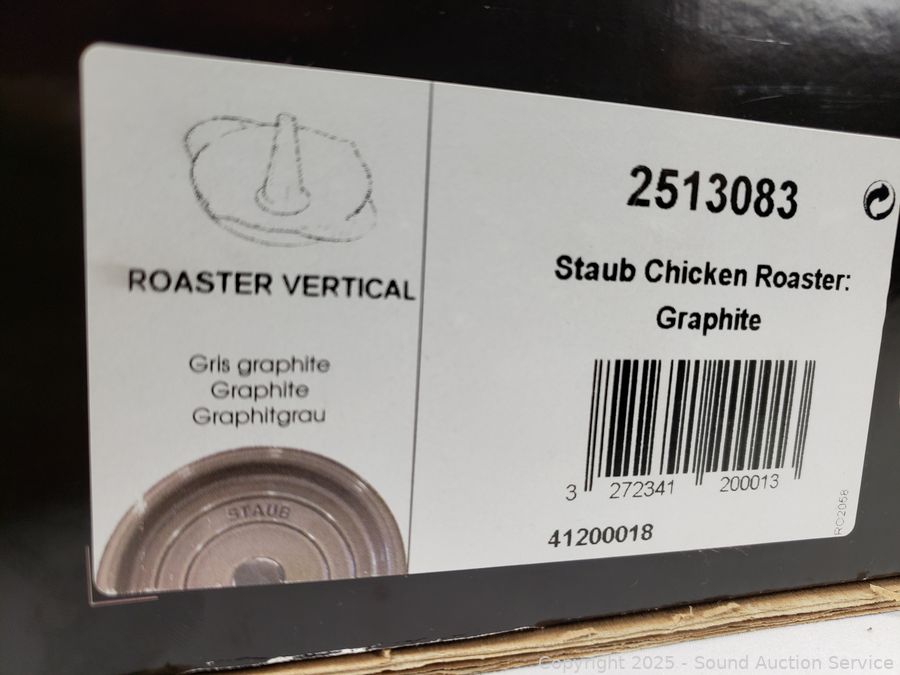 ROASTER VERTICAL
Gris graphite
Graphite
Graphitgrau
STAUB
2513083
Staub Chicken Roaster:
Graphite
3 272341 200013
41200018
RO2058
Copyright 2025 - Sound Auction Service